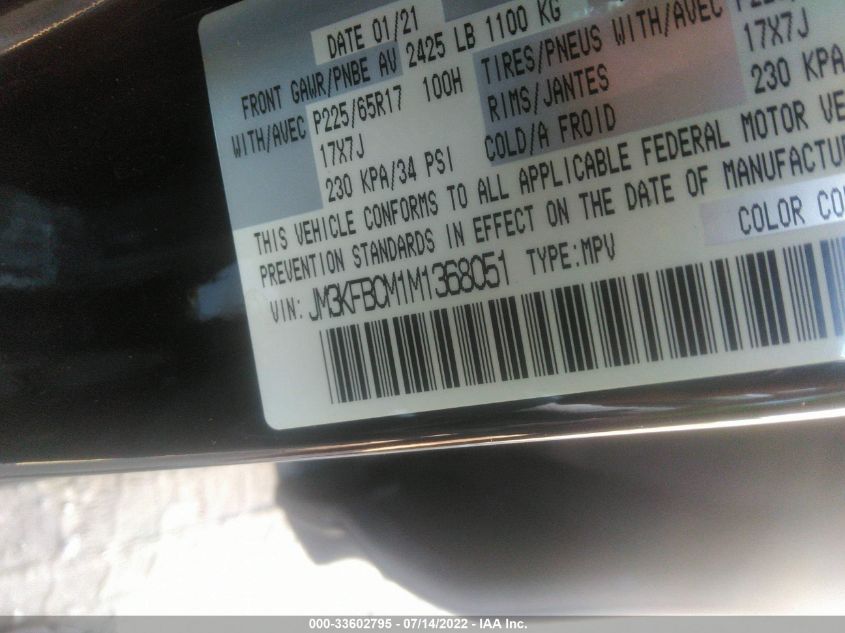 DATE 01/21
FRONT GAWR/PNBE AV 2425 LB 1100 KG
WITH/AVEC P225/65R17 100H TIRES/PNEUS WITH/AVEC
17X7J RIMS/JANTES 17X7J
230 KPA/34 PSI COLD/A FROID 230 KPA
THIS VEHICLE CONFORMS TO ALL APPLICABLE FEDERAL MOTOR VE
PREVENTION STANDARDS IN EFFECT ON THE DATE OF MANUFACTU
COLOR CO
VIN: JM3KFBCM1M1368051 TYPE:MPV
000-33602795 - 07/14/2022 - IAA Inc.